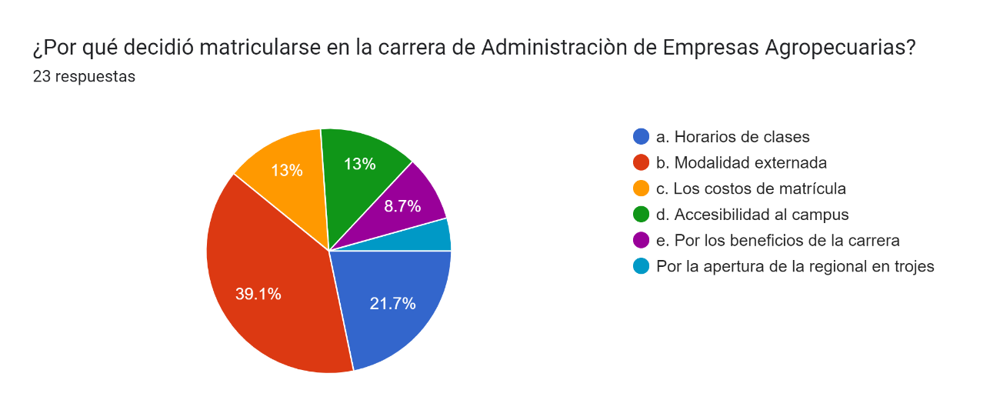 ¿Por qué decidió matricularse en la carrera de Administraciòn de Empresas Agropecuarias?
23 respuestas
13%
13%
8.7%
39.1%
21.7%
a. Horarios de clases
b. Modalidad externada
c. Los costos de matrícula
d. Accesibilidad al campus
e. Por los beneficios de la carrera
Por la apertura de la regional en trojes